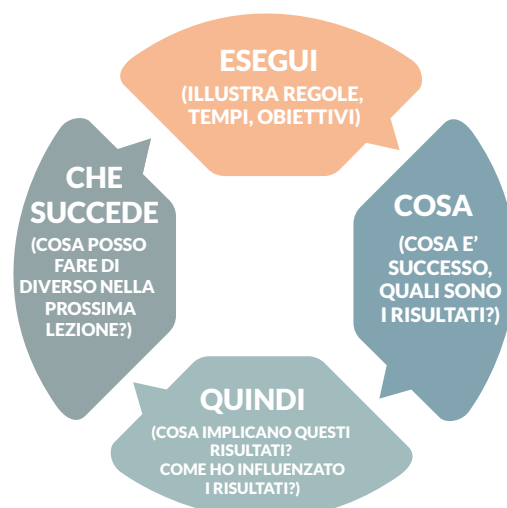 ESEGUI
(ILLUSTRA REGOLE,
TEMPI, OBIETTIVI)
COSA
(COSA E’
SUCCESSO,
QUALI SONO
I RISULTATI?)
QUINDI
(COSA IMPLICANO QUESTI
RISULTATI?
COME HO INFLUENZATO
I RISULTATI?)
CHE
SUCCEDE
(COSA POSSO
FARE DI
DIVERSO NELLA
PROSSIMA
LEZIONE?)